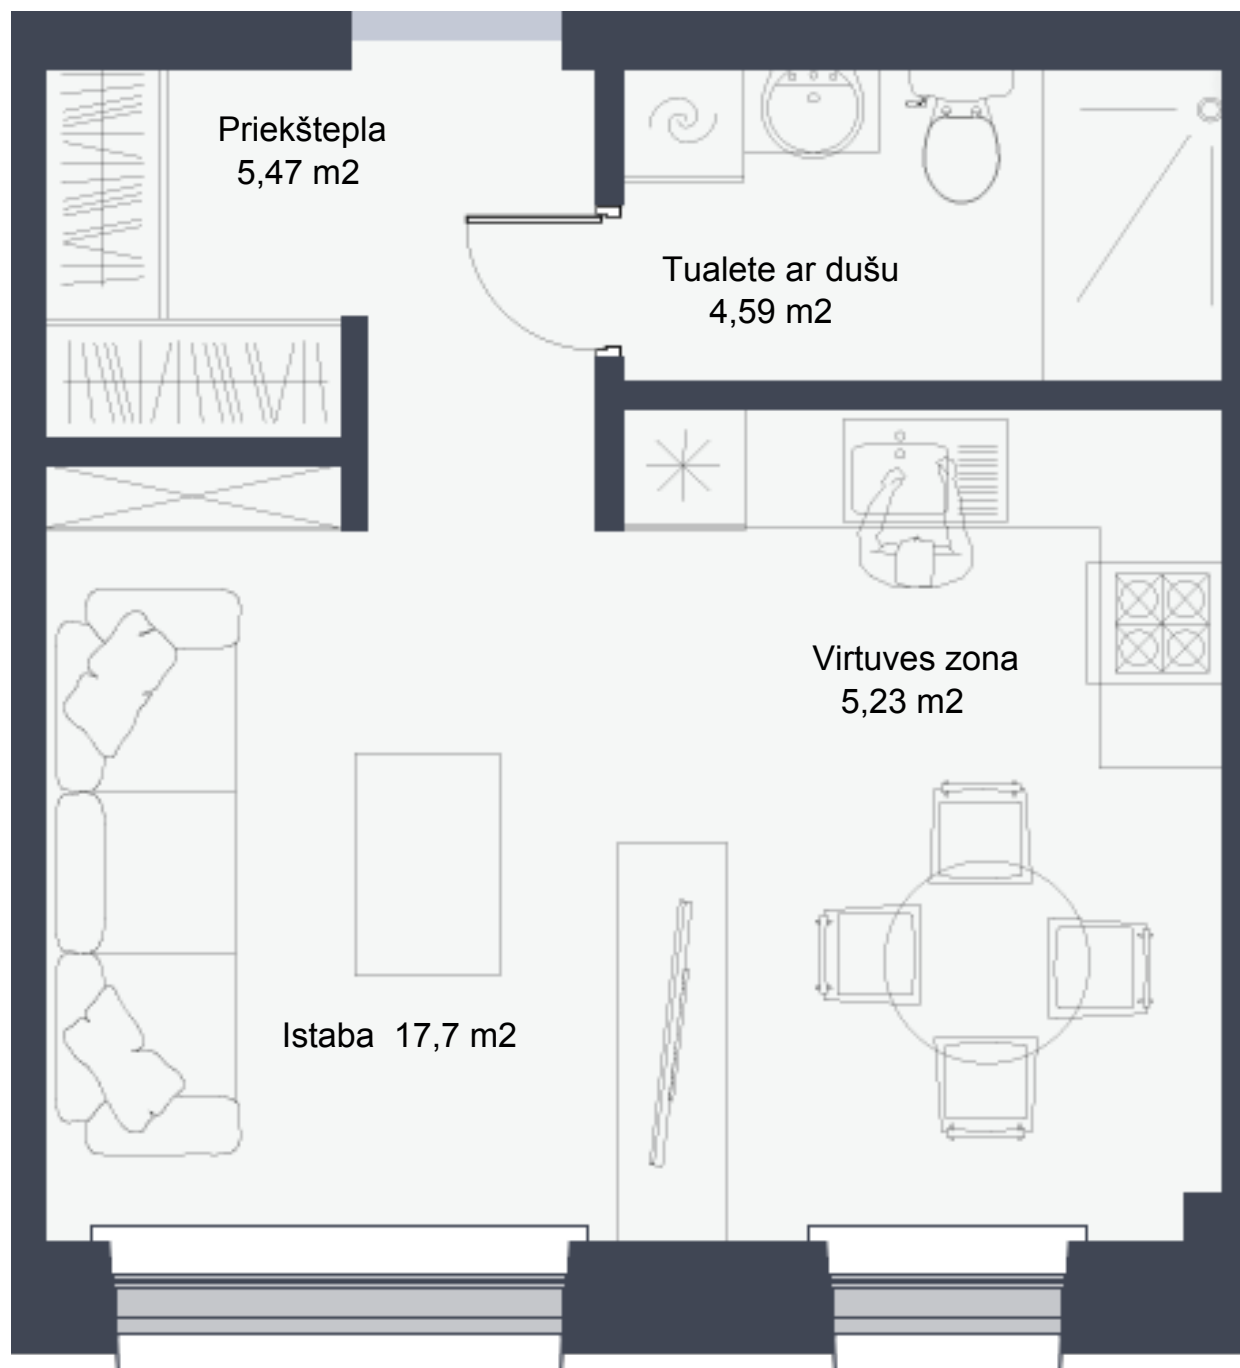 Priekštepla
5,47 m2
Tualete ar dušu
4,59 m2
Virtuves zona
5,23 m2
Istaba  17,7 m2